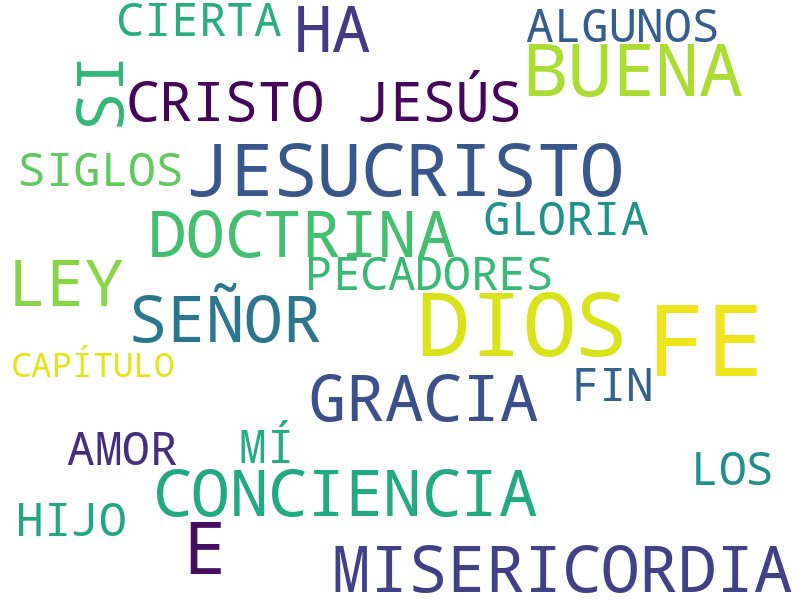 CIERTA
HA
ALGUNOS
BUENA
SI
CRISTO JESÚS
SIGLOS
JESUCRISTO
DOCTRINA
GLORIA
LEY
PECADORES
SEÑOR
DIOS
FE
CAPÍTULO
GRACIA
FIN
AMOR
MÍ
LOS
CONCIENCIA
HIJO
E
MISERICORDIA